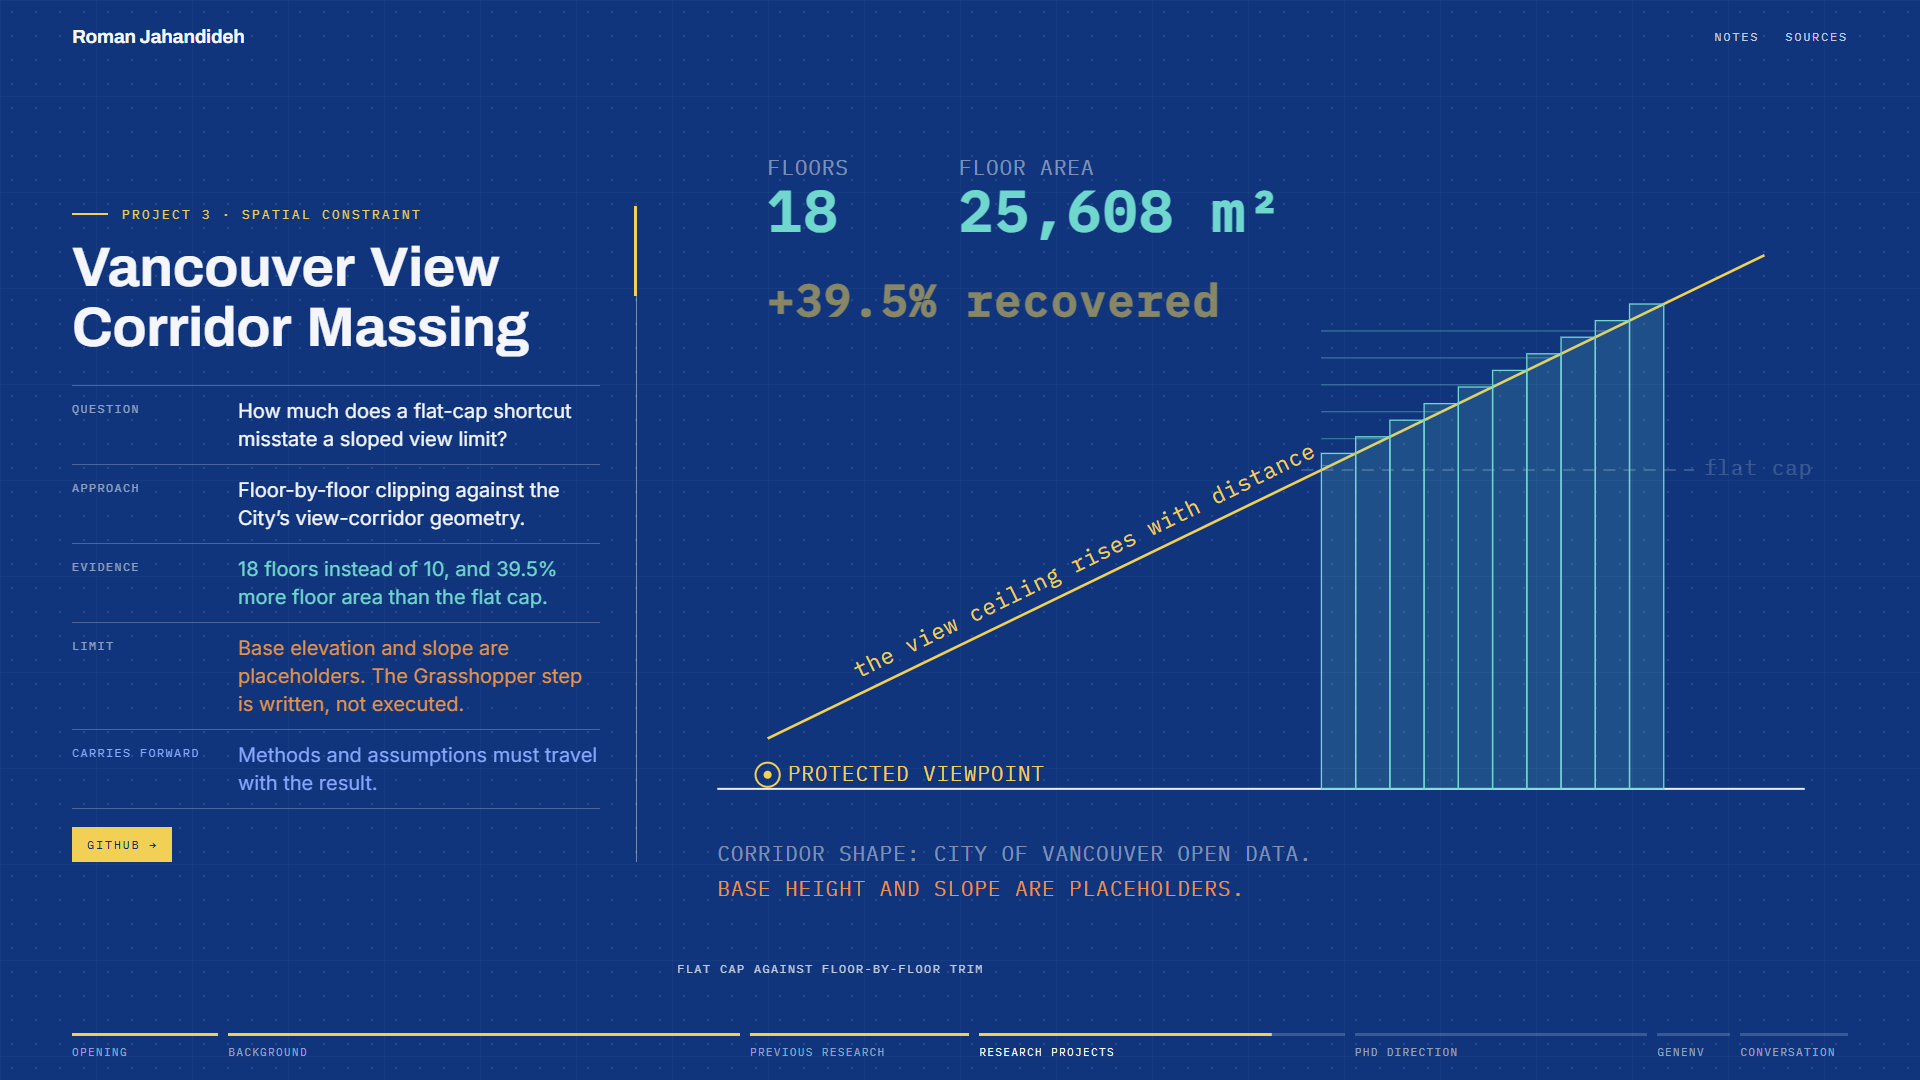 Roman Jahandideh
NOTES
SOURCES
PROJECT 3 · SPATIAL CONSTRAINT
Vancouver View
Corridor Massing
QUESTION
How much does a flat-cap shortcut
misstate a sloped view limit?
APPROACH
Floor-by-floor clipping against the
City’s view-corridor geometry.
EVIDENCE
18 floors instead of 10, and 39.5%
more floor area than the flat cap.
LIMIT
Base elevation and slope are
placeholders. The Grasshopper step
is written, not executed.
CARRIES FORWARD
Methods and assumptions must travel
with the result.
GITHUB →
FLOORS
18
FLOOR AREA
25,608 m²
+39.5% recovered
the view ceiling rises with distance
flat cap
PROTECTED VIEWPOINT
CORRIDOR SHAPE: CITY OF VANCOUVER OPEN DATA.
BASE HEIGHT AND SLOPE ARE PLACEHOLDERS.
FLAT CAP AGAINST FLOOR-BY-FLOOR TRIM
OPENING
BACKGROUND
PREVIOUS RESEARCH
RESEARCH PROJECTS
PHD DIRECTION
GENENV
CONVERSATION